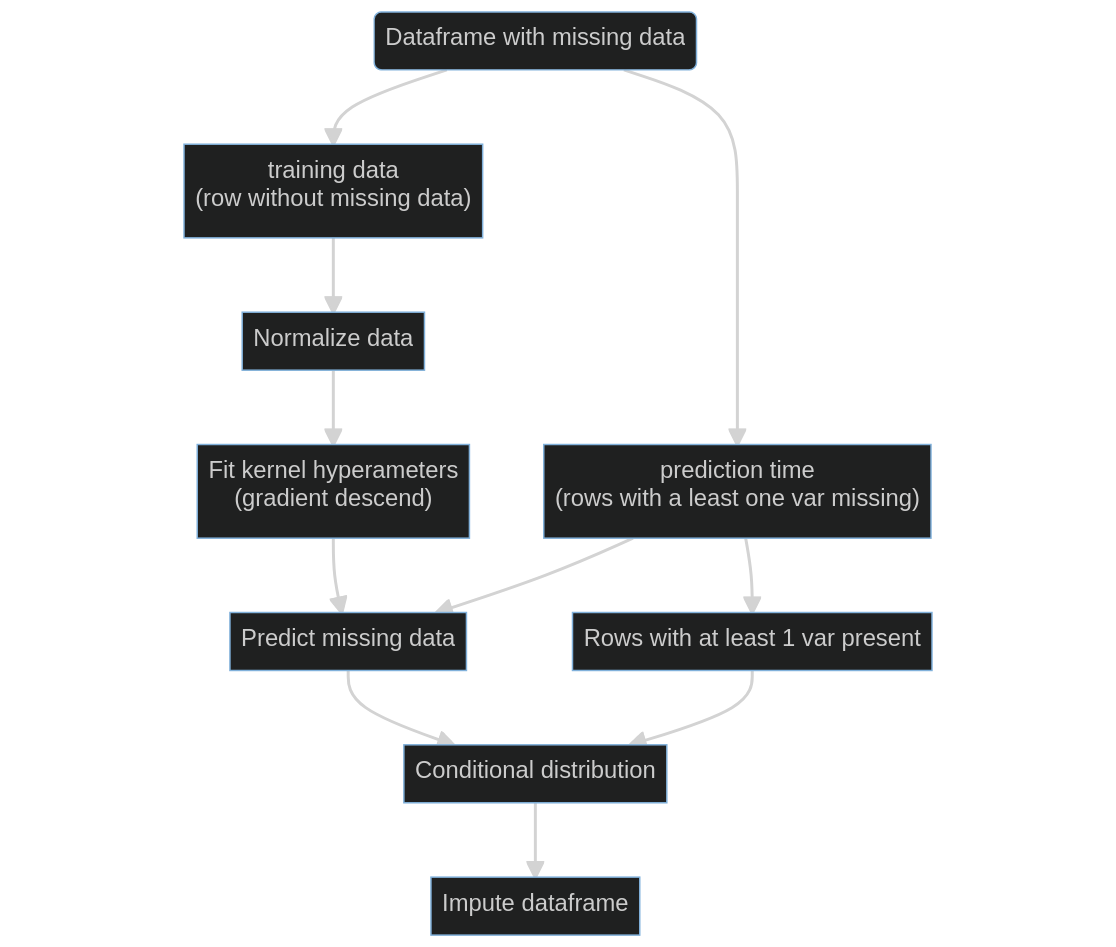 Dataframe with missing data
training data
(row without missing data)
Normalize data
Fit kernel hyperameters
(gradient descend)
prediction time
(rows with a least one var missing)
Predict missing data
Rows with at least 1 var present
Conditional distribution
Impute dataframe